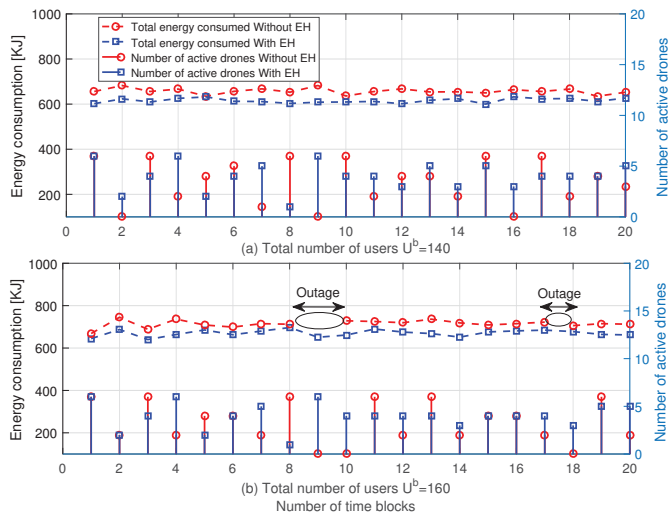 1000
800
600
400
200
Energy consumption [KJ]
Total energy consumed Without EH
Total energy consumed With EH
Number of active drones Without EH
Number of active drones With EH
20
15
10
5
0
Number of active drones
0 2 4 6 8 10 12 14 16 18 20
(a) Total number of users U^b=140
1000
800
600
400
200
Energy consumption [KJ]
Outage
Outage
20
15
10
5
0
Number of active drones
0 2 4 6 8 10 12 14 16 18 20
(b) Total number of users U^b=160
Number of time blocks